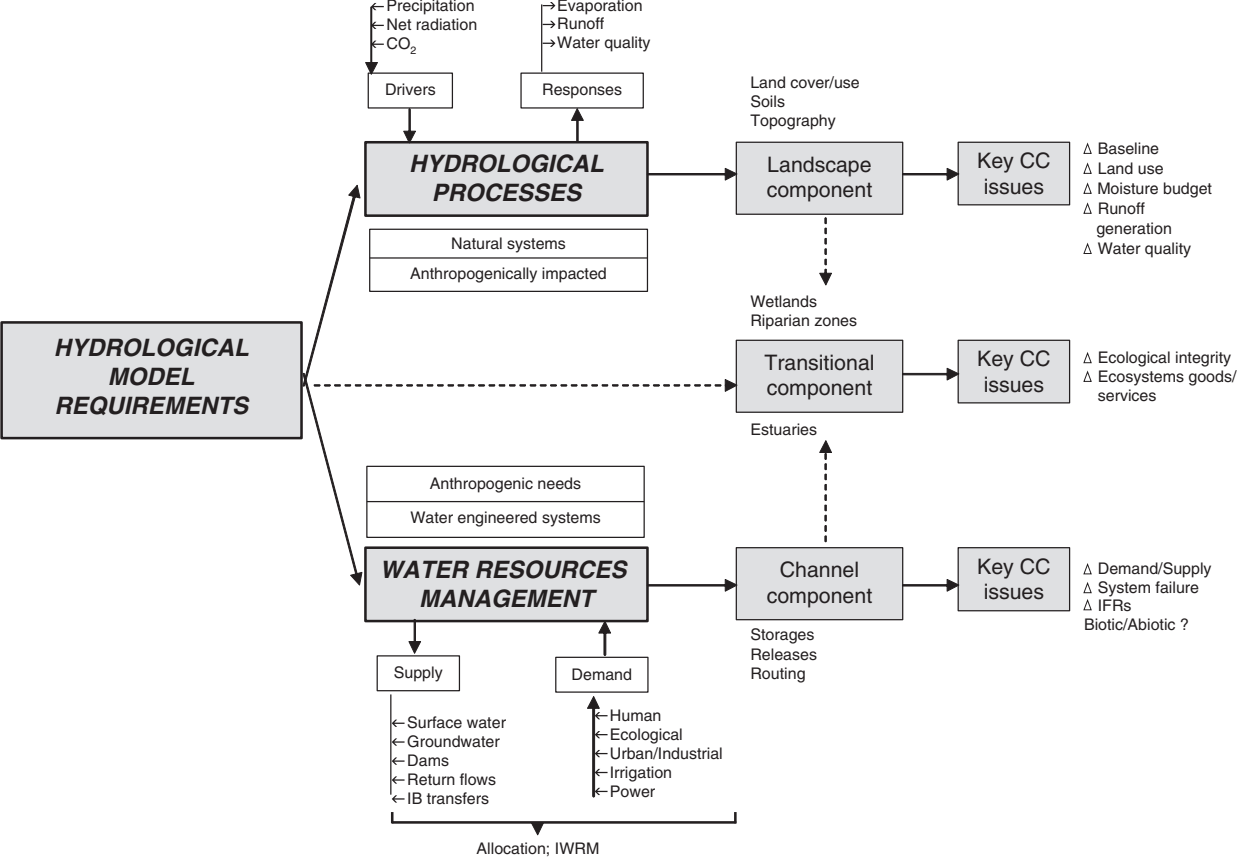 ←Precipitation
←Net radiation
←CO₂
→Evaporation
→Runoff
→Water quality
Drivers
Responses
HYDROLOGICAL
PROCESSES
Natural systems
Anthropogenically impacted
Land cover/use
Soils
Topography
Landscape
component
Key CC
issues
Δ Baseline
Δ Land use
Δ Moisture budget
Δ Runoff
generation
Δ Water quality
HYDROLOGICAL
MODEL
REQUIREMENTS
Wetlands
Riparian zones
Transitional
component
Estuaries
Key CC
issues
Δ Ecological integrity
Δ Ecosystems goods/
services
Anthropogenic needs
Water engineered systems
WATER RESOURCES
MANAGEMENT
Channel
component
Storages
Releases
Routing
Key CC
issues
Δ Demand/Supply
Δ System failure
Δ IFRs
Biotic/Abiotic ?
Supply
←Surface water
←Groundwater
←Dams
←Return flows
←IB transfers
Demand
←Human
←Ecological
←Urban/Industrial
←Irrigation
←Power
Allocation; IWRM